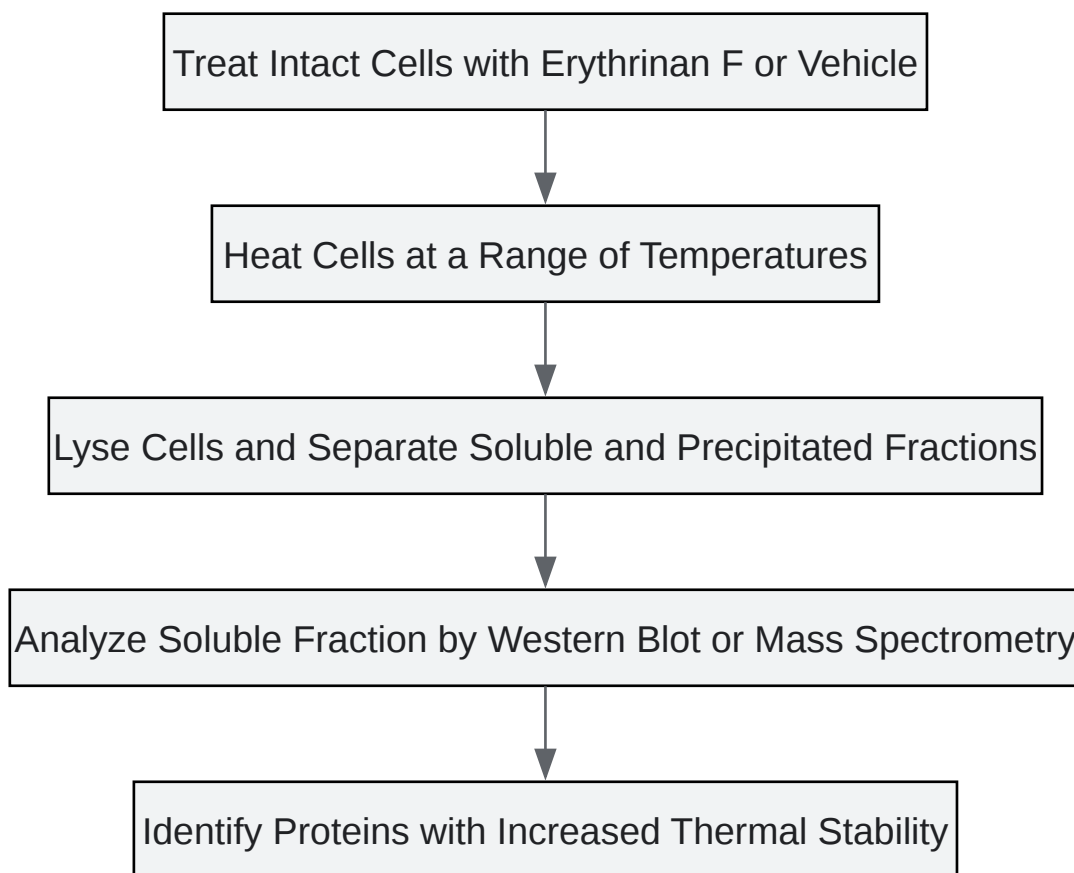 Treat Intact Cells with Erythrinan F or Vehicle
Heat Cells at a Range of Temperatures
Lyse Cells and Separate Soluble and Precipitated Fractions
Analyze Soluble Fraction by Western Blot or Mass Spectrometry
Identify Proteins with Increased Thermal Stability